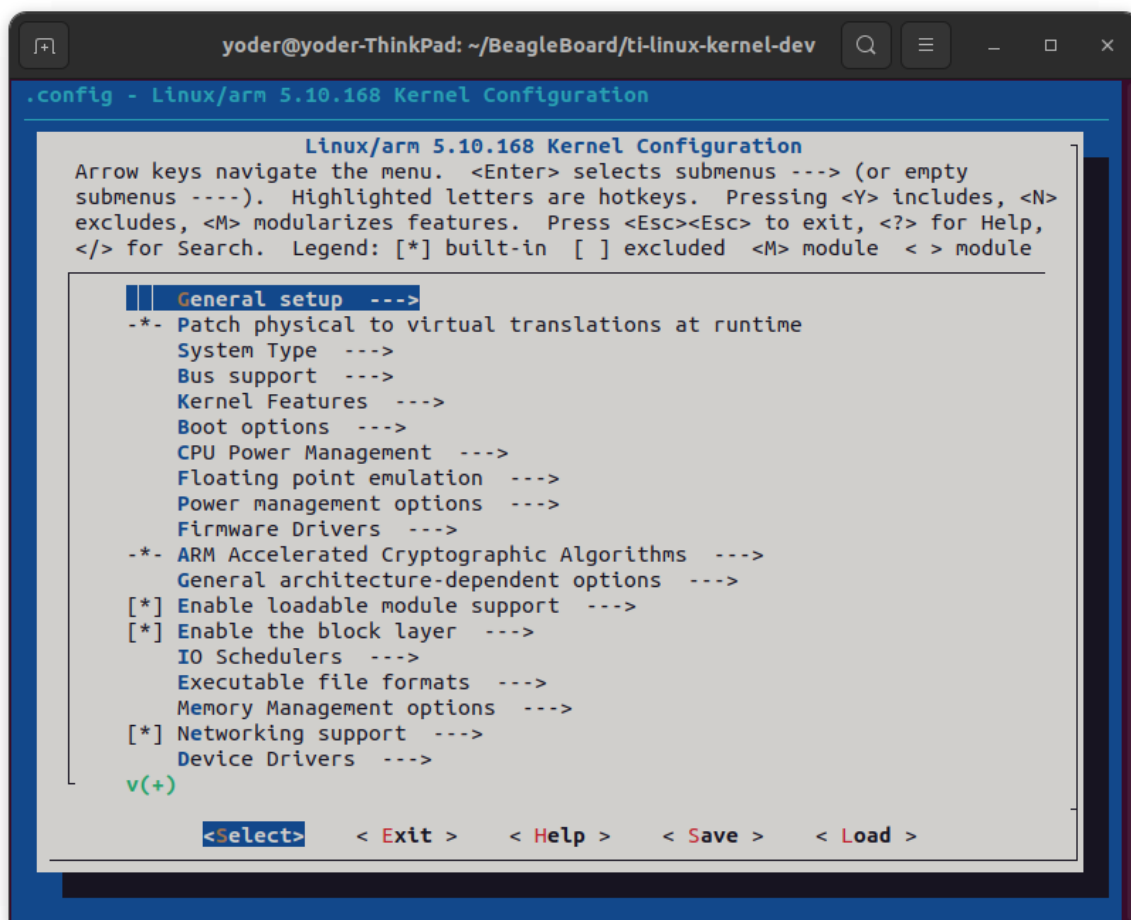 yoder@yoder-ThinkPad: ~/BeagleBoard/ti-linux-kernel-dev
.config - Linux/arm 5.10.168 Kernel Configuration
Linux/arm 5.10.168 Kernel Configuration
Arrow keys navigate the menu.  <Enter> selects submenus ---> (or empty
submenus ----).  Highlighted letters are hotkeys.  Pressing <Y> includes, <N>
excludes, <M> modularizes features.  Press <Esc><Esc> to exit, <?> for Help,
</> for Search.  Legend: [*] built-in  [ ] excluded  <M> module  < > module
General setup  --->
-*- Patch physical to virtual translations at runtime
System Type  --->
Bus support  --->
Kernel Features  --->
Boot options  --->
CPU Power Management  --->
Floating point emulation  --->
Power management options  --->
Firmware Drivers  --->
-*- ARM Accelerated Cryptographic Algorithms  --->
General architecture-dependent options  --->
[*] Enable loadable module support  --->
[*] Enable the block layer  --->
IO Schedulers  --->
Executable file formats  --->
Memory Management options  --->
[*] Networking support  --->
Device Drivers  --->
v(+)
<Select>    < Exit >    < Help >    < Save >    < Load >